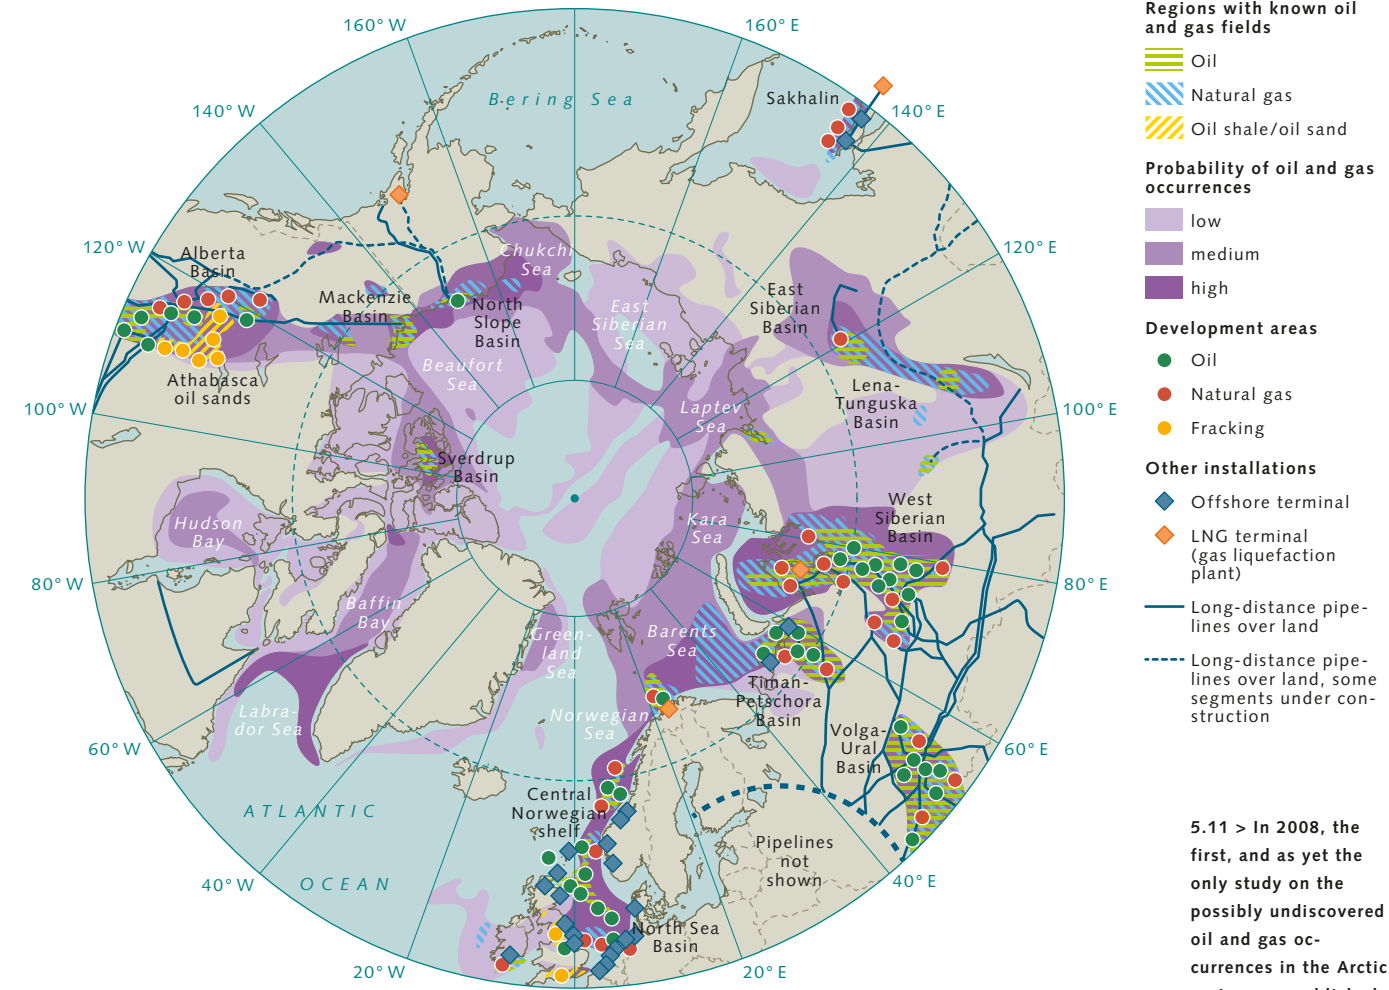 160° W
160° E
140° W
140° E
120° W
120° E
100° W
100° E
80° W
80° E
60° W
60° E
40° W
40° E
20° W
20° E
Bering Sea
Sakhalin
Alberta
Basin
Mackenzie
Basin
North
Slope
Basin
Chukchi
Sea
East
Siberian
Sea
East
Siberian
Basin
Beaufort
Sea
Athabasca
oil sands
Laptev
Sea
Lena-
Tunguska
Basin
Sverdrup
Basin
Hudson
Bay
Kara
Sea
West
Siberian
Basin
Baffin
Bay
Green-
land
Sea
Barents
Sea
Timan-
Petschora
Basin
Labra-
dor Sea
Norwegian
Sea
Volga-
Ural
Basin
Central
Norwegian
shelf
ATLANTIC
OCEAN
Pipelines
not
shown
North Sea
Basin
Regions with known oil
and gas fields
Oil
Natural gas
Oil shale/oil sand
Probability of oil and gas
occurrences
low
medium
high
Development areas
Oil
Natural gas
Fracking
Other installations
Offshore terminal
LNG terminal
(gas liquefaction
plant)
Long-distance pipe-
lines over land
Long-distance pipe-
lines over land, some
segments under con-
struction
5.11 > In 2008, the
first, and as yet the
only study on the
possibly undiscovered
oil and gas oc-
currences in the Arctic